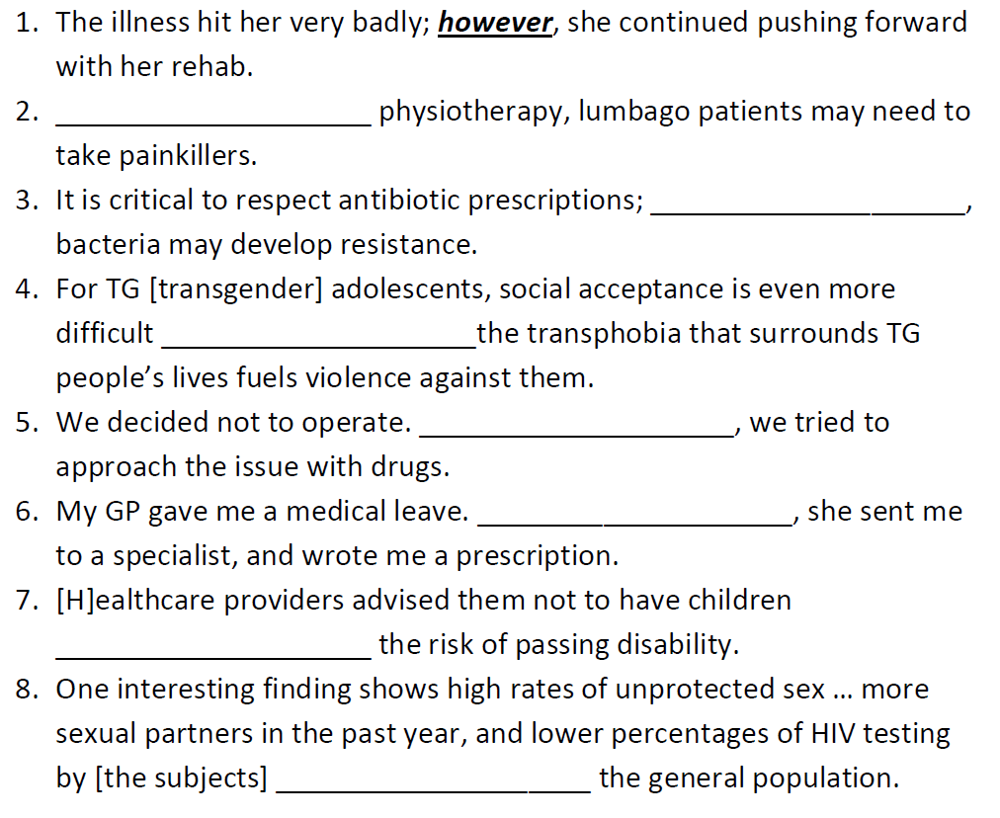 1. The illness hit her very badly; however, she continued pushing forward
with her rehab.
2. ____________________ physiotherapy, lumbago patients may need to
take painkillers.
3. It is critical to respect antibiotic prescriptions; ____________________,
bacteria may develop resistance.
4. For TG [transgender] adolescents, social acceptance is even more
difficult ____________________the transphobia that surrounds TG
people’s lives fuels violence against them.
5. We decided not to operate. ____________________, we tried to
approach the issue with drugs.
6. My GP gave me a medical leave. ____________________, she sent me
to a specialist, and wrote me a prescription.
7. [H]ealthcare providers advised them not to have children
____________________ the risk of passing disability.
8. One interesting finding shows high rates of unprotected sex … more
sexual partners in the past year, and lower percentages of HIV testing
by [the subjects] ____________________ the general population.